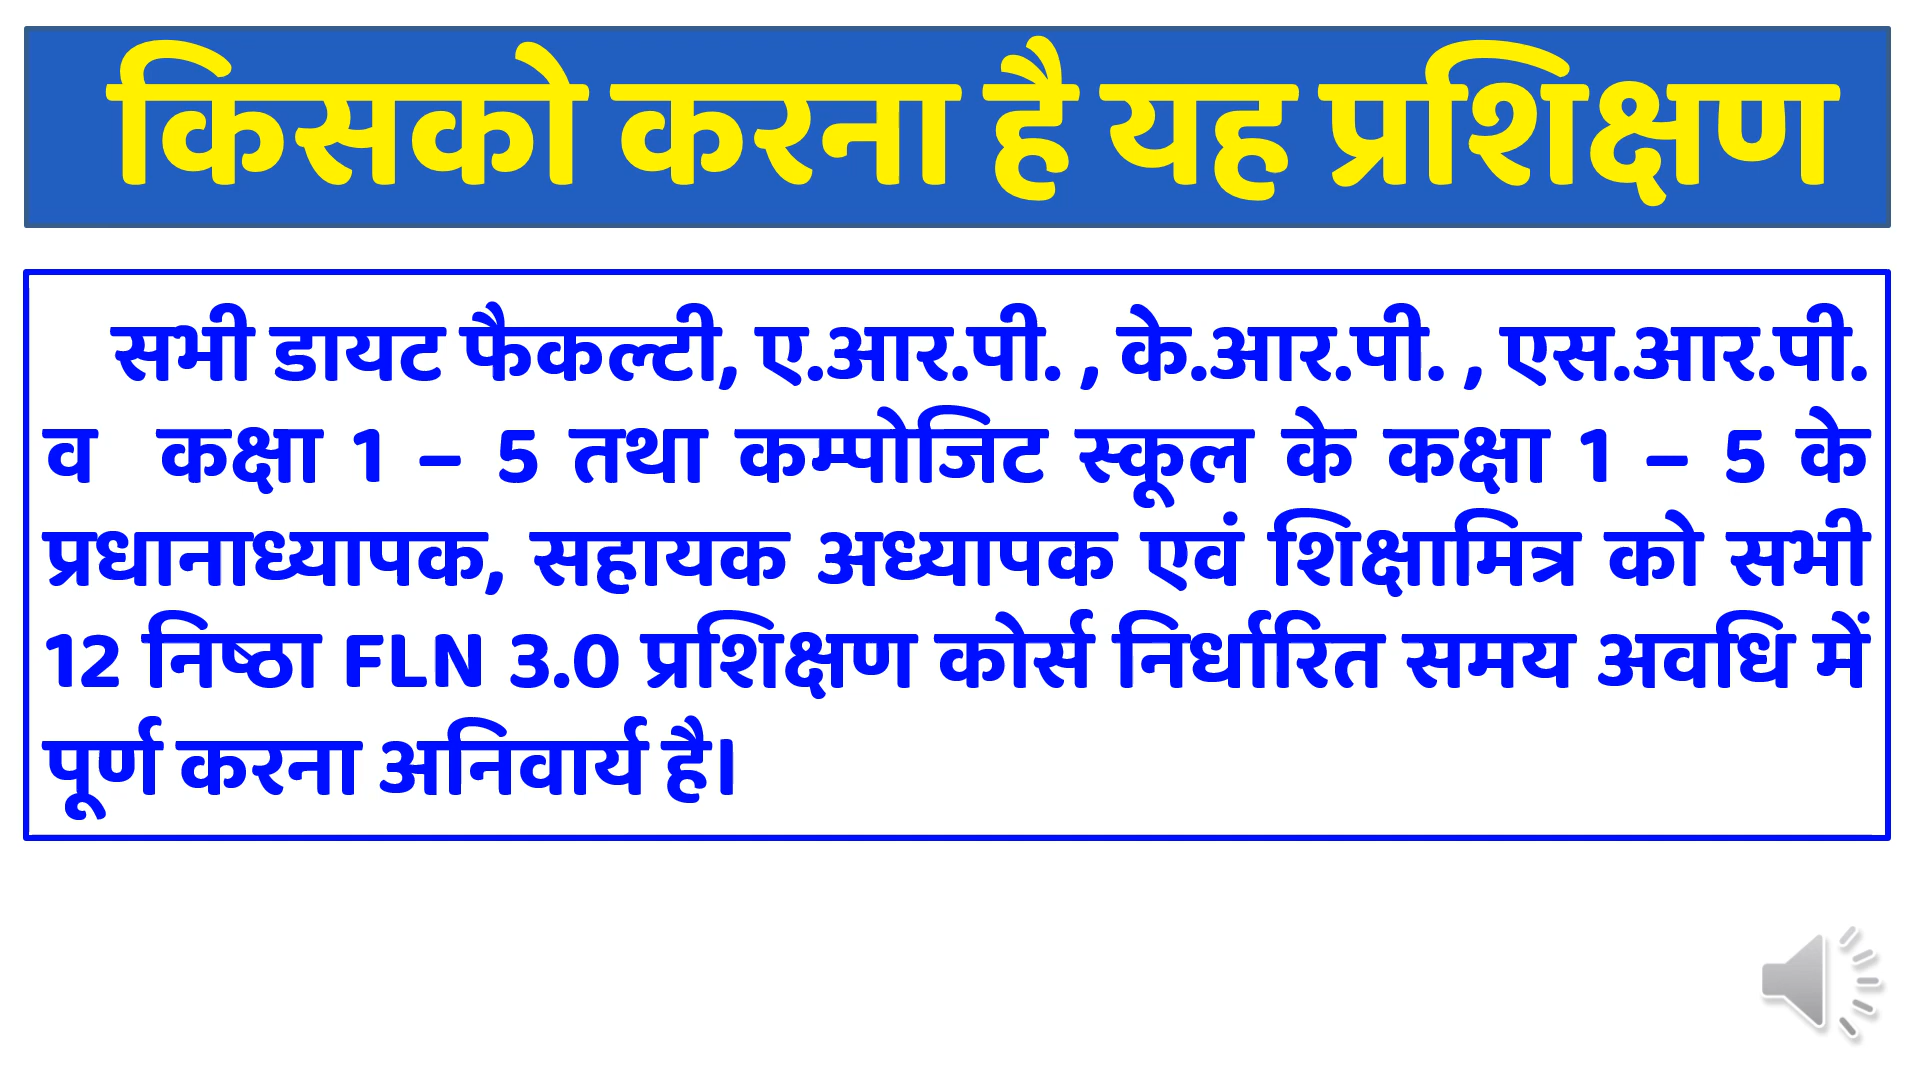 किसको करना है यह प्रशिक्षण
सभी डायट फैकल्टी, ए.आर.पी. , के.आर.पी. , एस.आर.पी.
व कक्षा 1 – 5 तथा कम्पोजिट स्कूल के कक्षा 1 – 5 के
प्रधानाध्यापक, सहायक अध्यापक एवं शिक्षामित्र को सभी
12 निष्ठा FLN 3.0 प्रशिक्षण कोर्स निर्धारित समय अवधि में
पूर्ण करना अनिवार्य है।